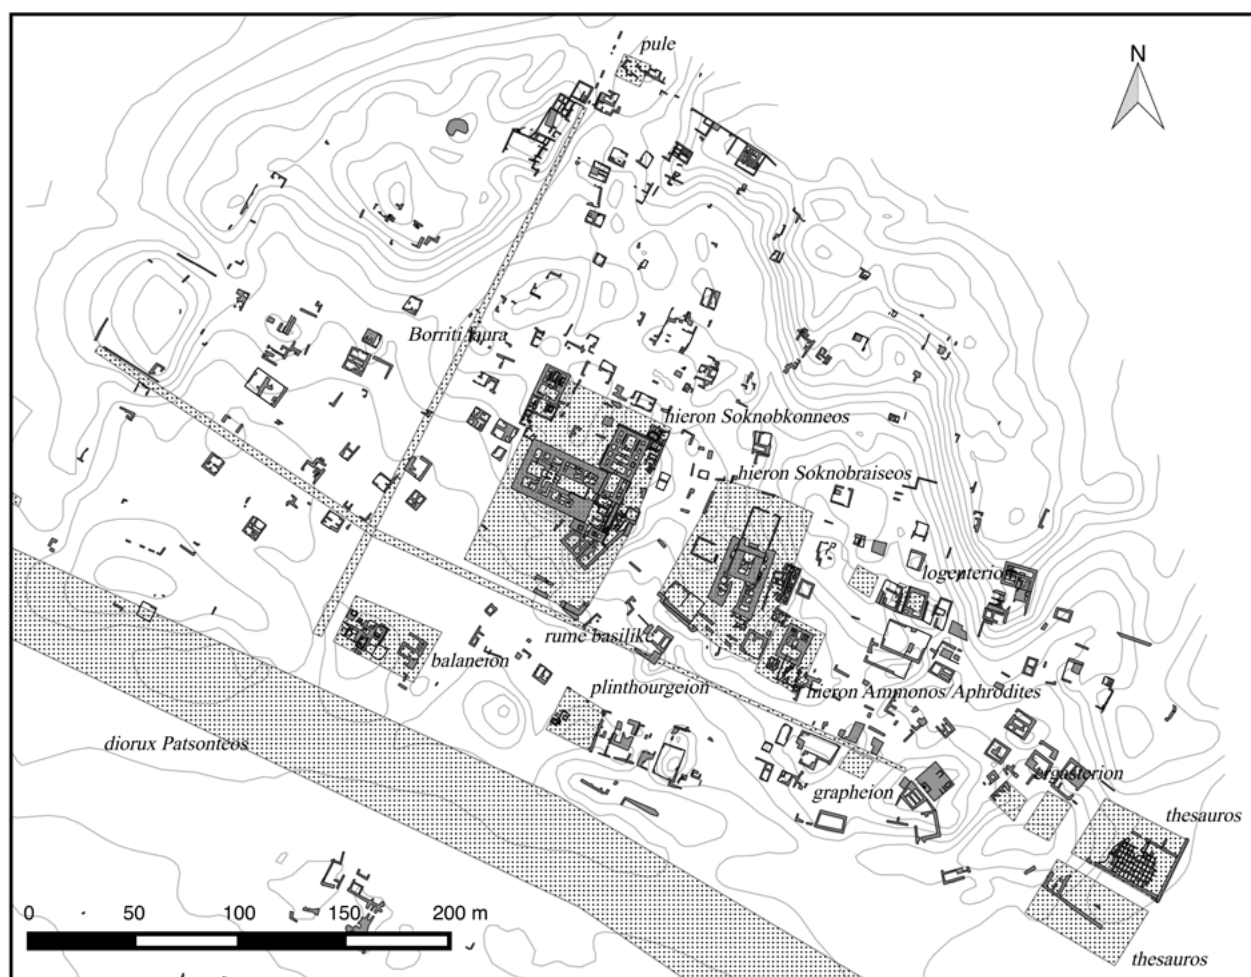 pule
N
Borriti laura
hieron Soknobkonneos
hieron Soknobraiseos
logeuterion
rume basilike
balaneion
plinthourgeion
hieron Ammonos/Aphrodites
diorux Patsonteos
ergasterion
grapheion
thesauros
0 50 100 150 200 m
thesauros